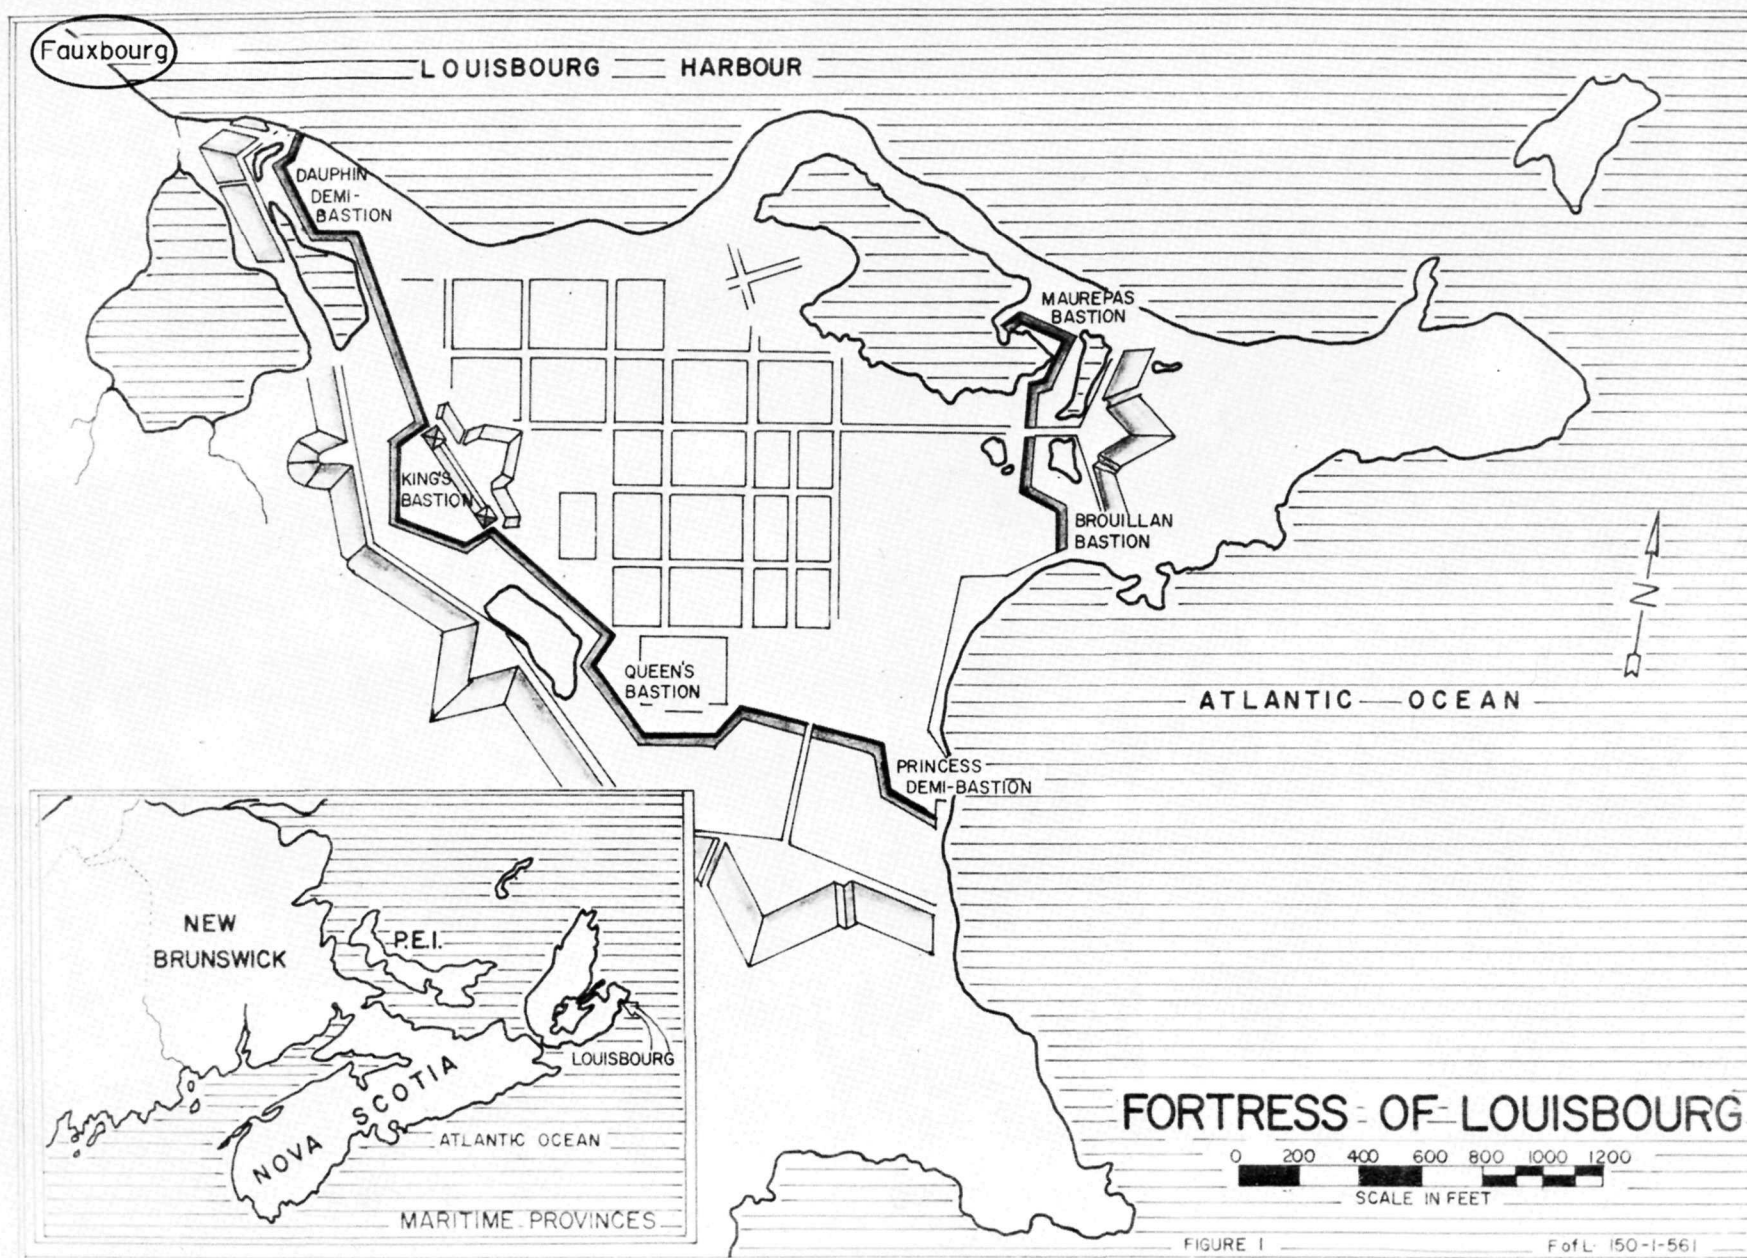 Fauxbourg
LOUISBOURG HARBOUR
DAUPHIN
DEMI-
BASTION
MAUREPAS
BASTION
KING'S
BASTION
BROUILLAN
BASTION
N
QUEEN'S
BASTION
ATLANTIC OCEAN
PRINCESS
DEMI-BASTION
NEW
BRUNSWICK
P.E.I.
LOUISBOURG
NOVA SCOTIA
ATLANTIC OCEAN
MARITIME PROVINCES
FORTRESS OF LOUISBOURG
0 200 400 600 800 1000 1200
SCALE IN FEET
FIGURE 1
F of L 150-1-561